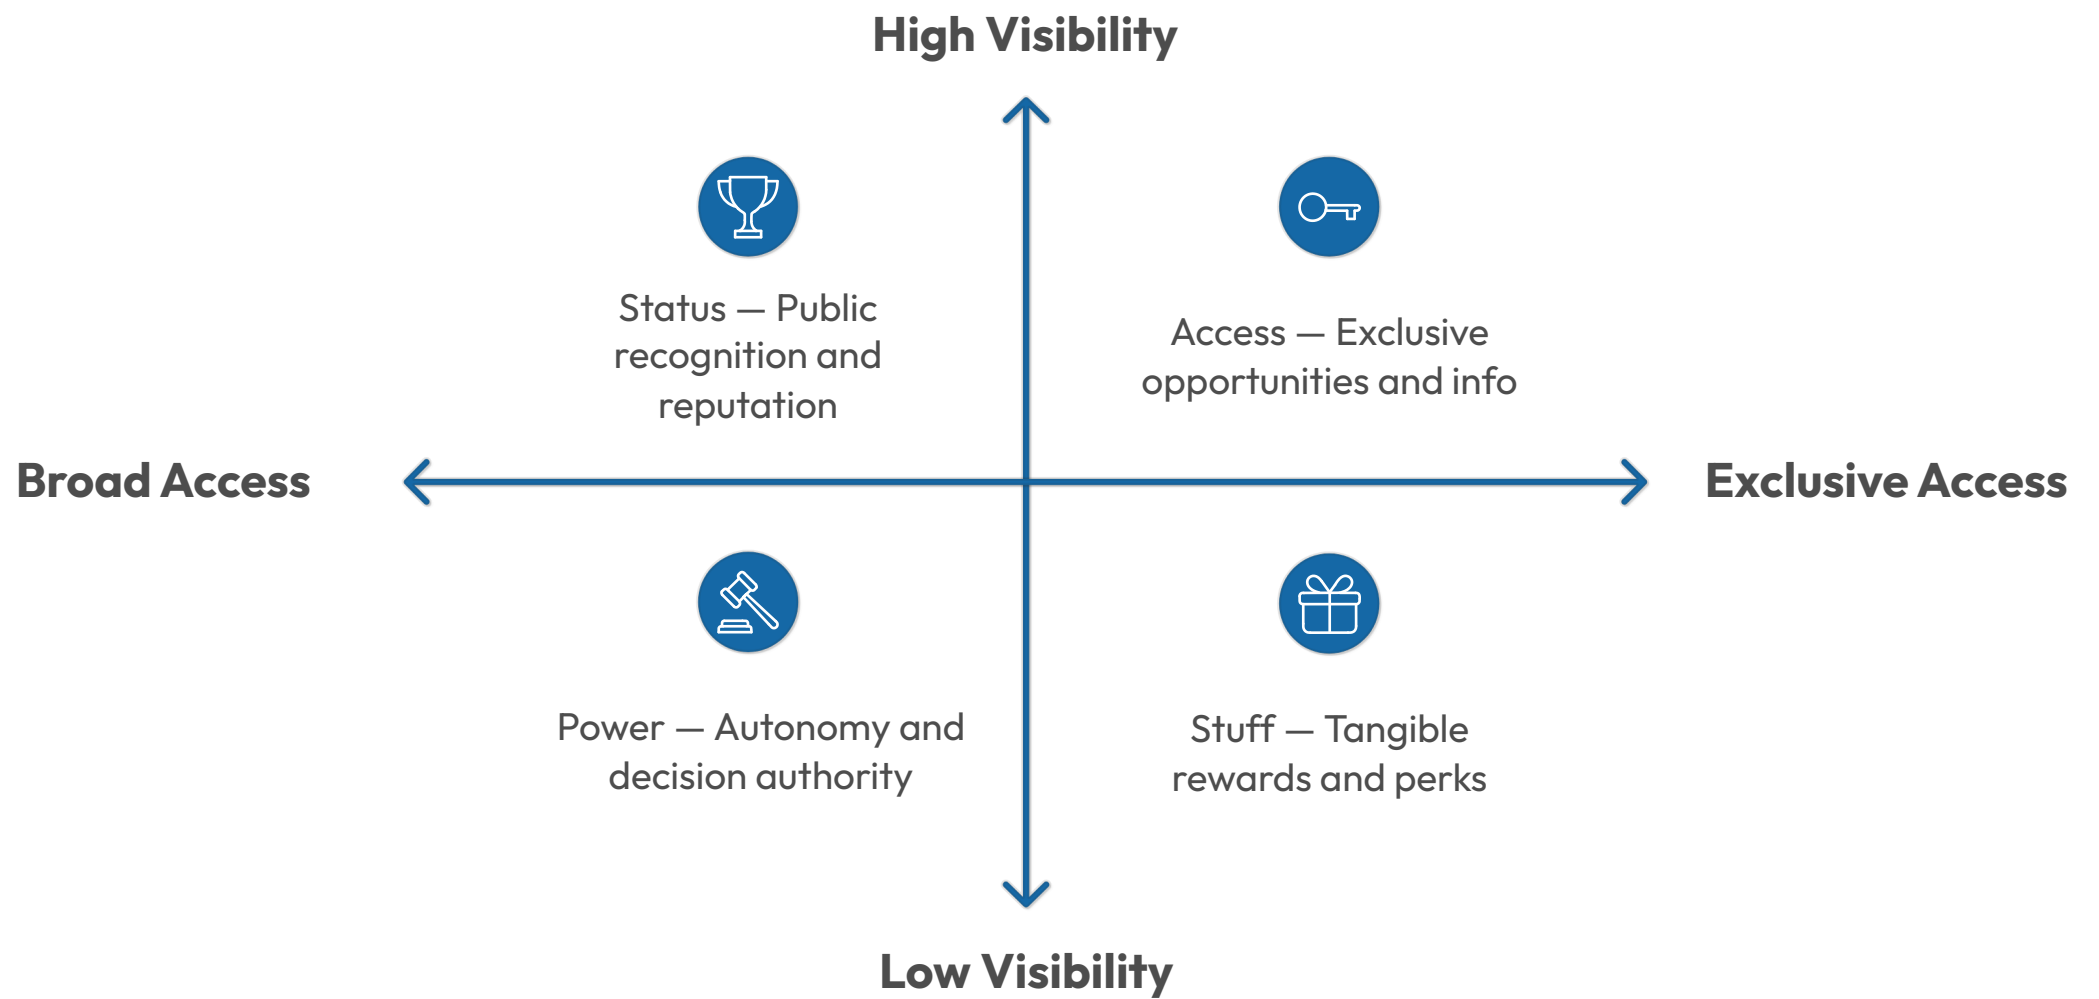 High Visibility
Status — Public
recognition and
reputation
Access — Exclusive
opportunities and info
Broad Access
Exclusive Access
Power — Autonomy and
decision authority
Stuff — Tangible
rewards and perks
Low Visibility